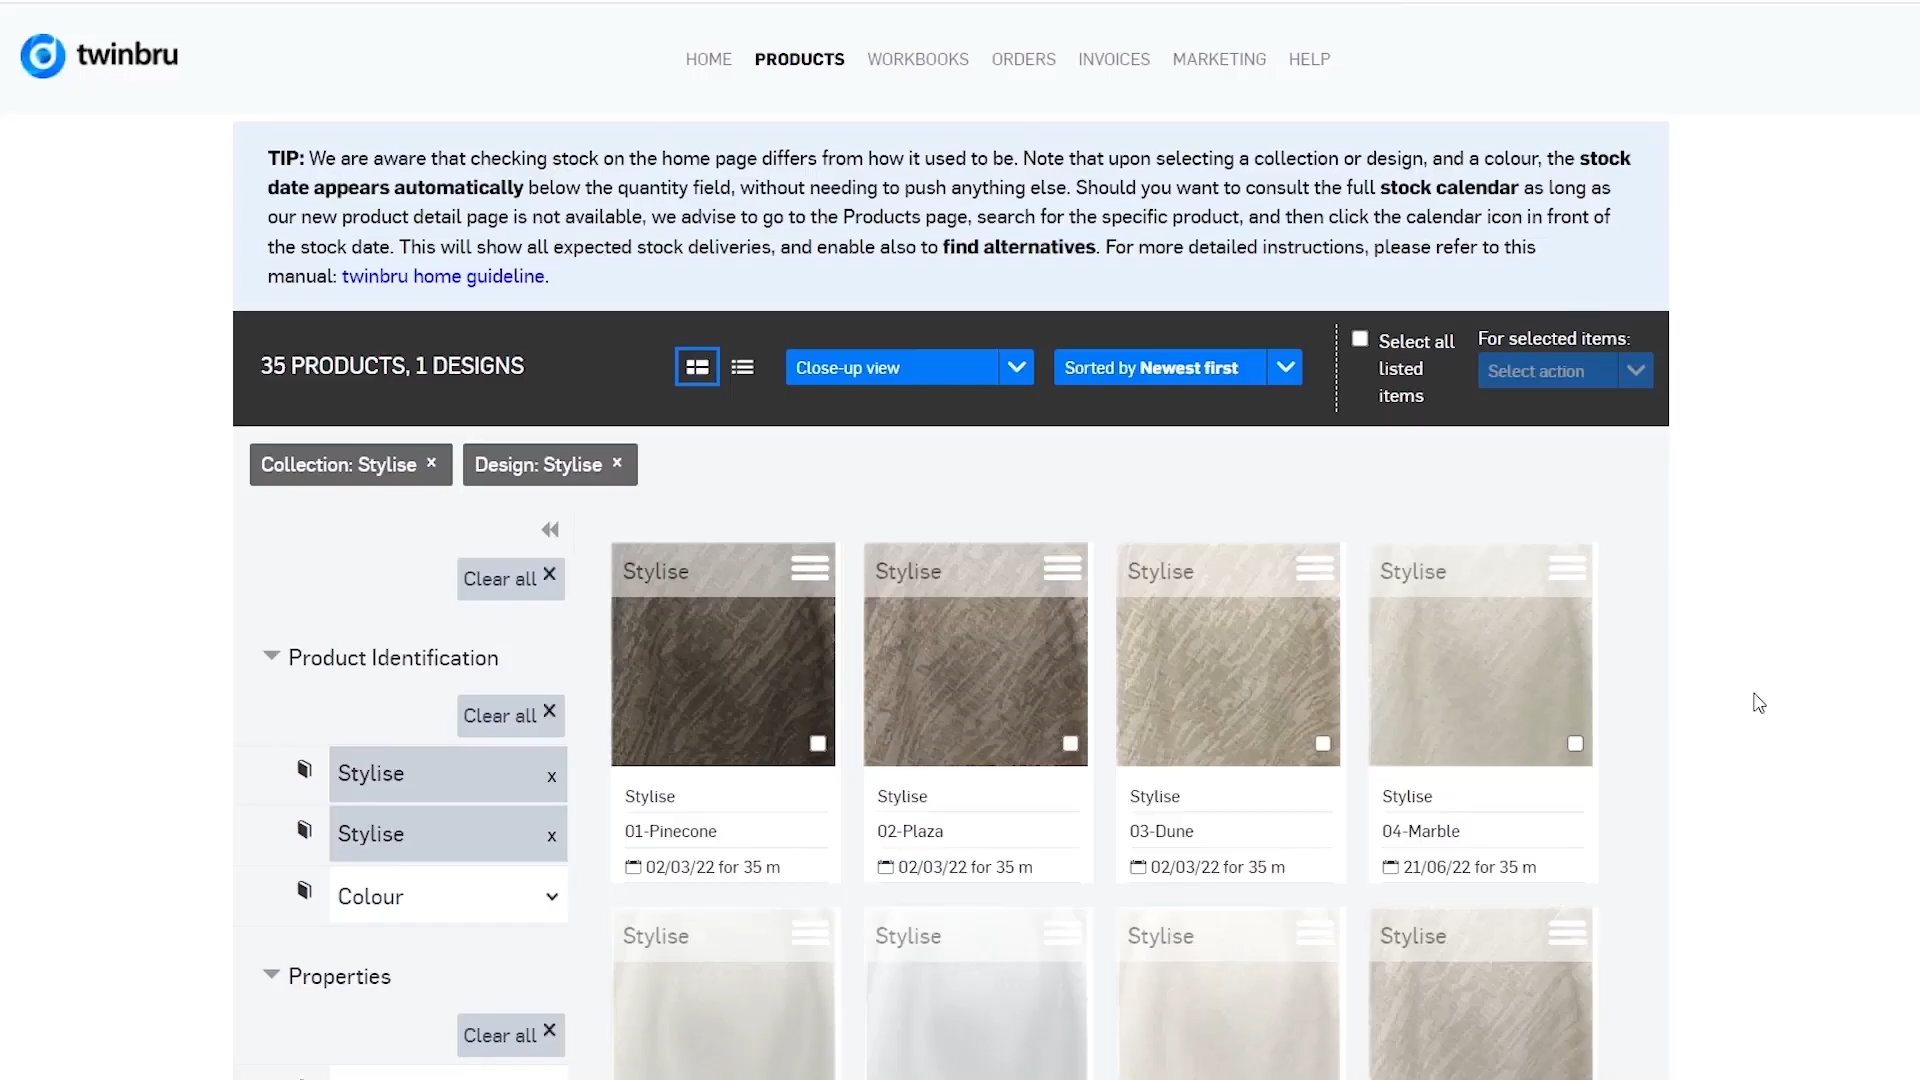 twinbru
HOME PRODUCTS WORKBOOKS ORDERS INVOICES MARKETING HELP
TIP: We are aware that checking stock on the home page differs from how it used to be. Note that upon selecting a collection or design, and a colour, the stock
date appears automatically below the quantity field, without needing to push anything else. Should you want to consult the full stock calendar as long as
our new product detail page is not available, we advise to go to the Products page, search for the specific product, and then click the calendar icon in front of
the stock date. This will show all expected stock deliveries, and enable also to find alternatives. For more detailed instructions, please refer to this
manual: twinbru home guideline.
35 PRODUCTS, 1 DESIGNS
Close-up view
Sorted by Newest first
Select all
listed
items
For selected items:
Select action
Collection: Stylise x
Design: Stylise x
Clear all X
Product Identification
Clear all X
Stylise x
Stylise x
Colour
Properties
Clear all X
Stylise Stylise Stylise Stylise
Stylise Stylise Stylise Stylise
01-Pinecone 02-Plaza 03-Dune 04-Marble
02/03/22 for 35 m 02/03/22 for 35 m 02/03/22 for 35 m 21/06/22 for 35 m
Stylise Stylise Stylise Stylise